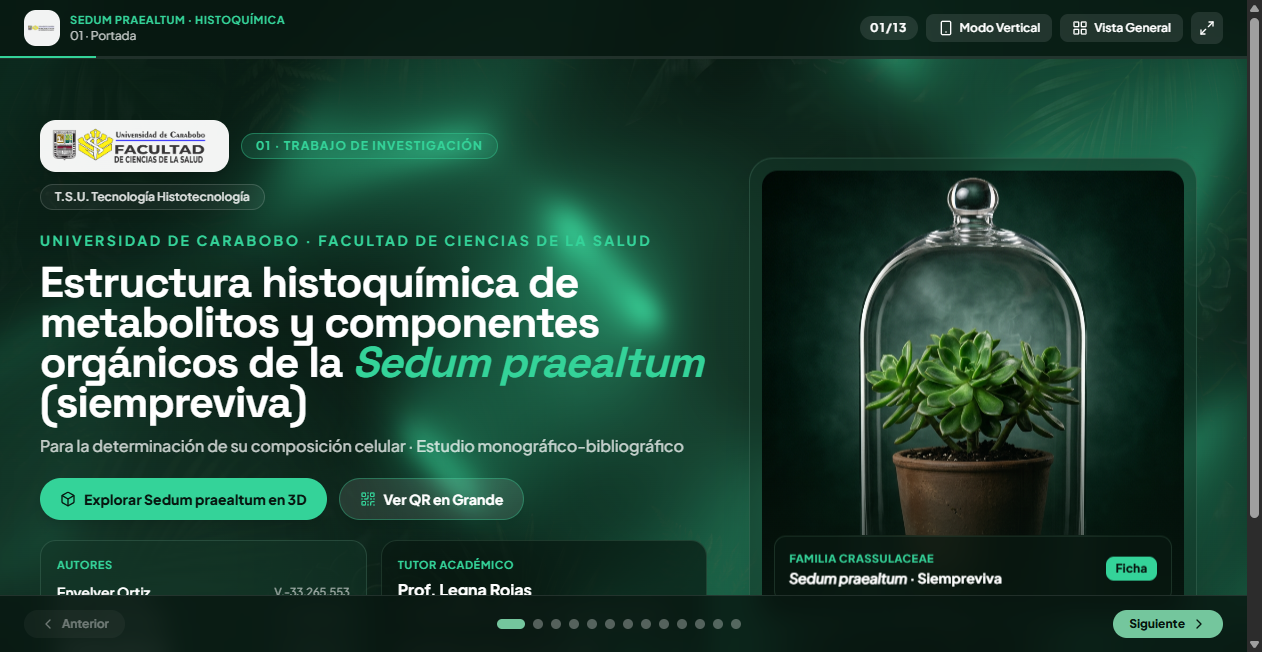 SEDUM PRAEALTUM · HISTOQUÍMICA
01 · Portada
01/13
Modo Vertical
Vista General
Universidad de Carabobo
FACULTAD
DE CIENCIAS DE LA SALUD
01 · TRABAJO DE INVESTIGACIÓN
T.S.U. Tecnología Histotecnología
UNIVERSIDAD DE CARABOBO · FACULTAD DE CIENCIAS DE LA SALUD
Estructura histoquímica de
metabolitos y componentes
orgánicos de la Sedum praealtum
(siempreviva)
Para la determinación de su composición celular · Estudio monográfico-bibliográfico
Explorar Sedum praealtum en 3D
Ver QR en Grande
AUTORES
Envelver Ortiz
V.-33.265.553
TUTOR ACADÉMICO
Prof. Legna Rojas
FAMILIA CRASSULACEAE
Sedum praealtum · Siempreviva
Ficha
Anterior
Siguiente